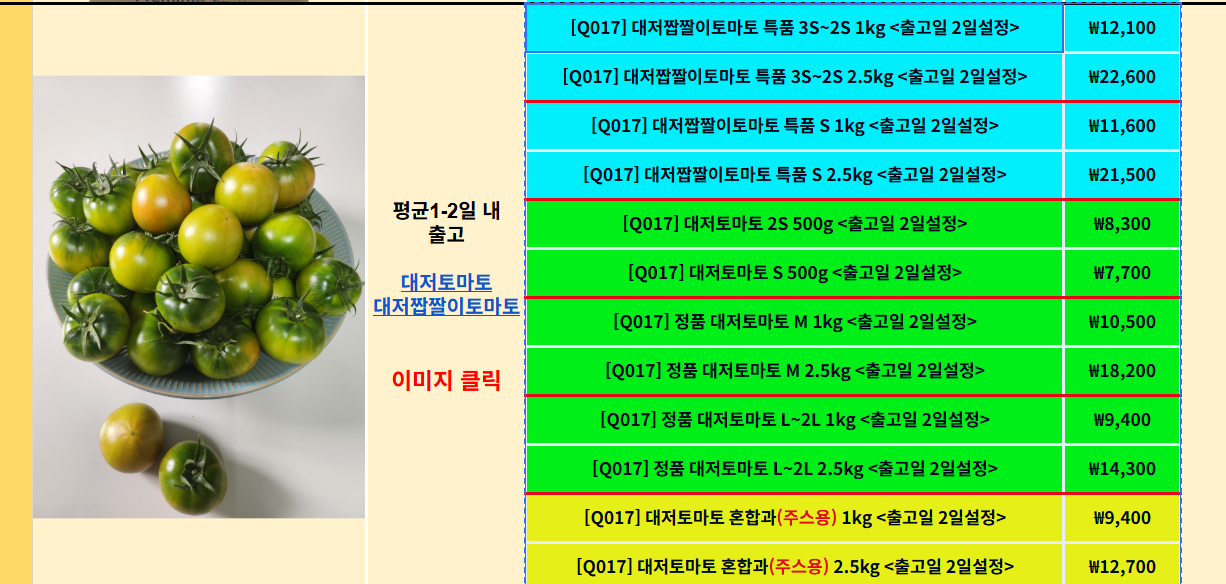 [Q017] 대저짭짤이토마토 특품 3S~2S 1kg <출고일 2일설정> ₩12,100
[Q017] 대저짭짤이토마토 특품 3S~2S 2.5kg <출고일 2일설정> ₩22,600
[Q017] 대저짭짤이토마토 특품 S 1kg <출고일 2일설정> ₩11,600
[Q017] 대저짭짤이토마토 특품 S 2.5kg <출고일 2일설정> ₩21,500
평균1-2일 내
출고
대저토마토
대저짭짤이토마토
이미지 클릭
[Q017] 대저토마토 2S 500g <출고일 2일설정> ₩8,300
[Q017] 대저토마토 S 500g <출고일 2일설정> ₩7,700
[Q017] 정품 대저토마토 M 1kg <출고일 2일설정> ₩10,500
[Q017] 정품 대저토마토 M 2.5kg <출고일 2일설정> ₩18,200
[Q017] 정품 대저토마토 L~2L 1kg <출고일 2일설정> ₩9,400
[Q017] 정품 대저토마토 L~2L 2.5kg <출고일 2일설정> ₩14,300
[Q017] 대저토마토 혼합과(주스용) 1kg <출고일 2일설정> ₩9,400
[Q017] 대저토마토 혼합과(주스용) 2.5kg <출고일 2일설정> ₩12,700